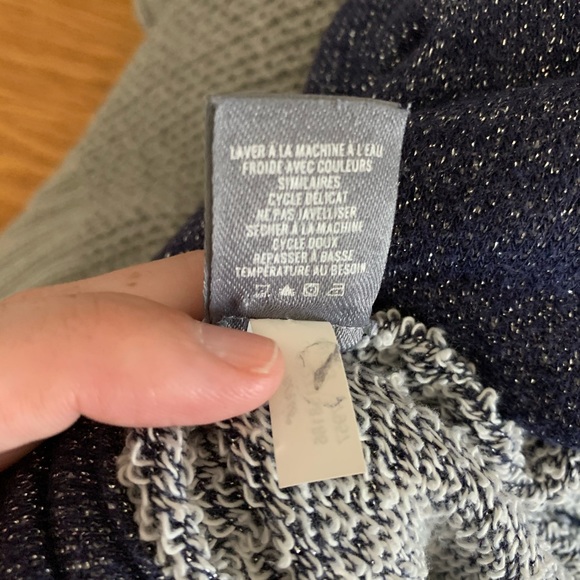 LAVER À LA MACHINE À L'EAU
FROIDE AVEC COULEURS
SIMILAIRES
CYCLE DÉLICAT
NE PAS JAVELLISER
SÉCHER À LA MACHINE
CYCLE DOUX
REPASSER À BASSE
TEMPÉRATURE AU BESOIN